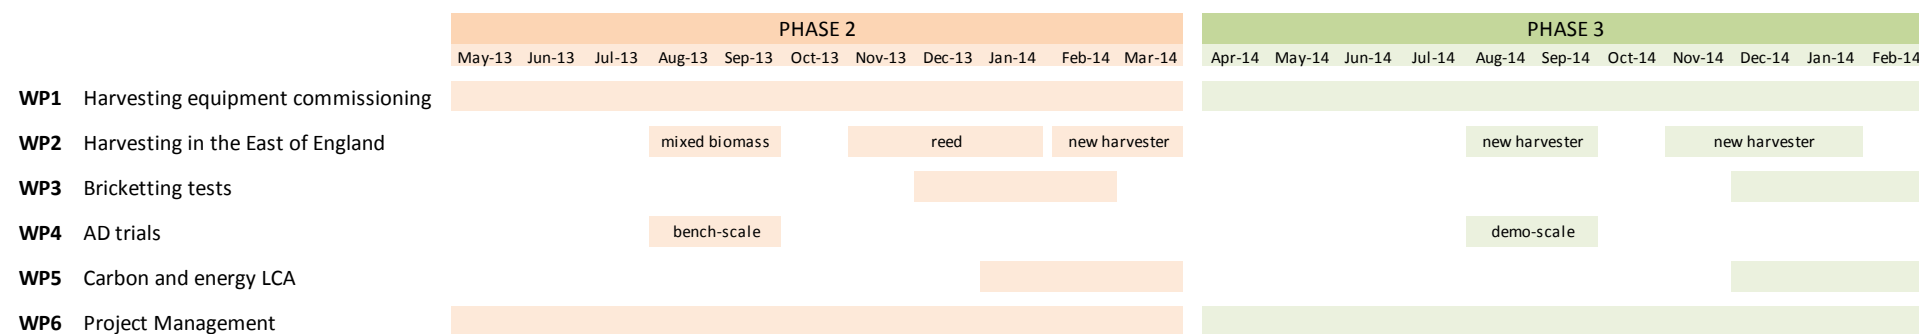 PHASE 2 PHASE 3
May-13 Jun-13 Jul-13 Aug-13 Sep-13 Oct-13 Nov-13 Dec-13 Jan-14 Feb-14 Mar-14 Apr-14 May-14 Jun-14 Jul-14 Aug-14 Sep-14 Oct-14 Nov-14 Dec-14 Jan-14 Feb-14
WP1 Harvesting equipment commissioning
WP2 Harvesting in the East of England mixed biomass reed new harvester new harvester new harvester
WP3 Bricketting tests
WP4 AD trials bench-scale demo-scale
WP5 Carbon and energy LCA
WP6 Project Management